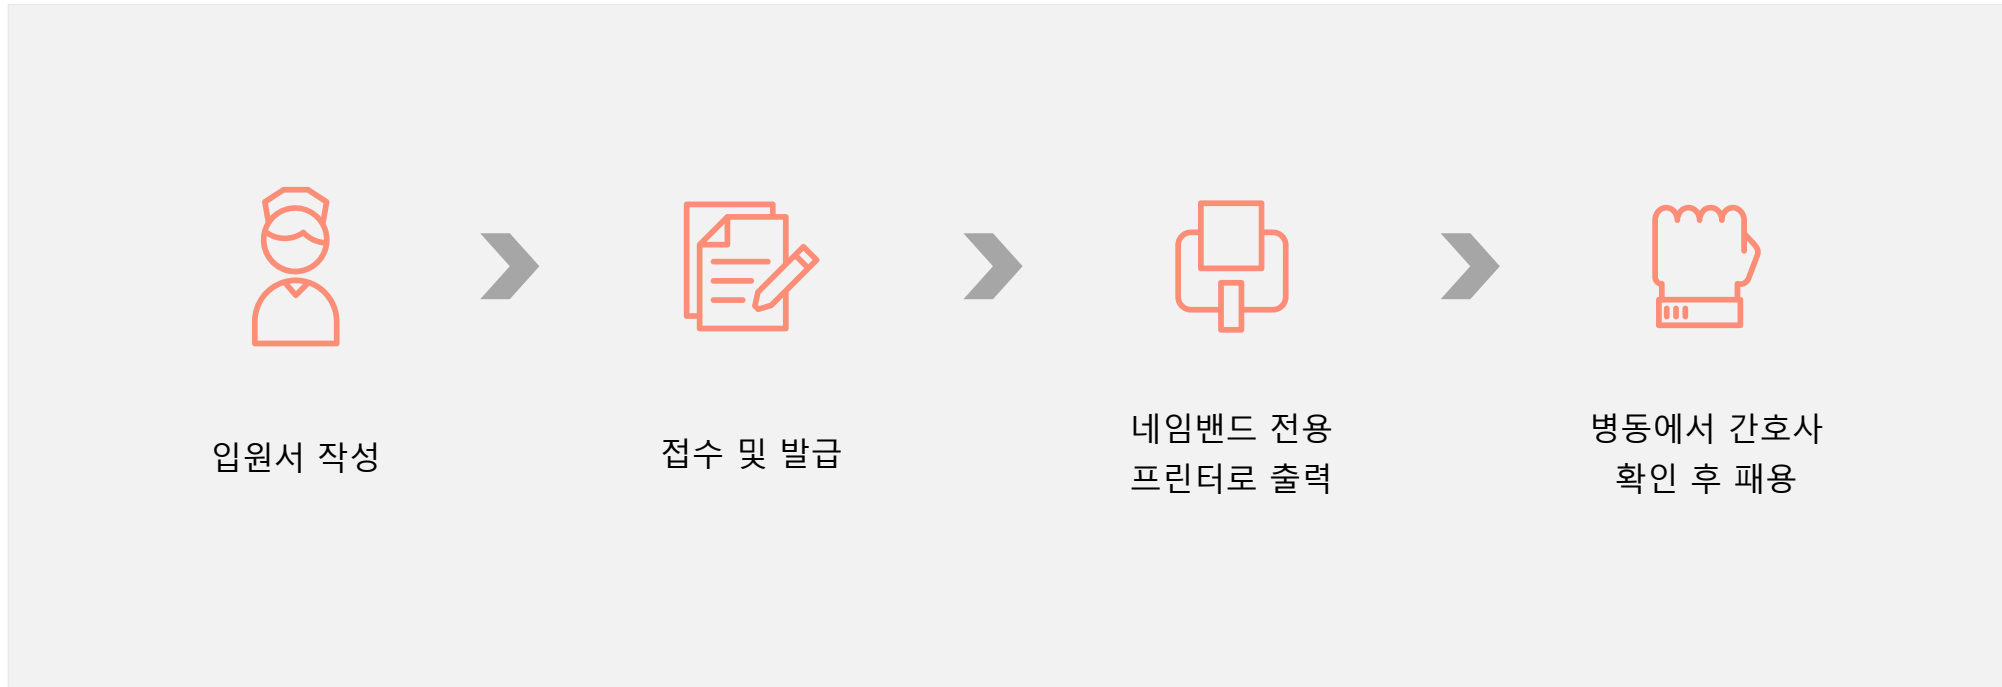 입원서 작성
접수 및 발급
네임밴드 전용
프린터로 출력
병동에서 간호사
확인 후 패용